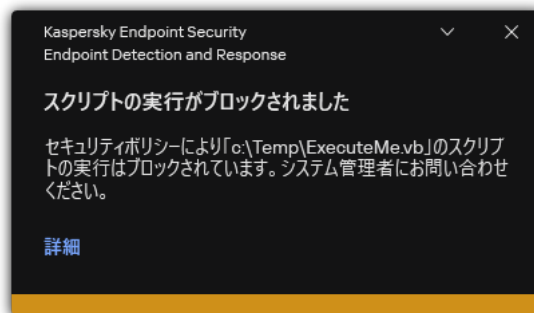 Kaspersky Endpoint Security
Endpoint Detection and Response
スクリプトの実行がブロックされました
セキュリティポリシーにより「c:\Temp\ExecuteMe.vb」のスクリプ
トの実行はブロックされています。システム管理者にお問い合わせ
ください。
詳細